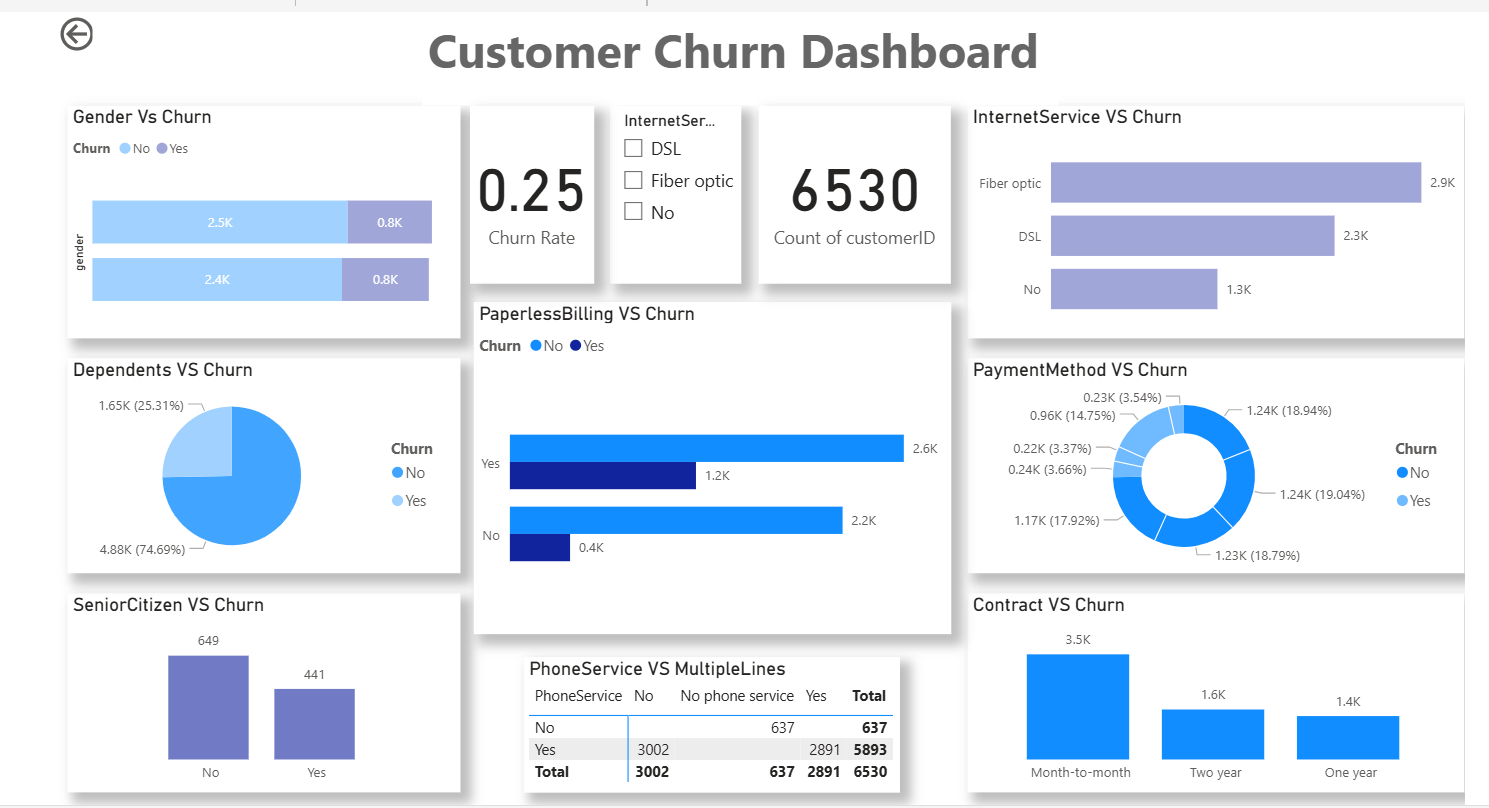 Customer Churn Dashboard
Gender Vs Churn
Churn No Yes
gender
2.5K 0.8K
2.4K 0.8K
0.25
Churn Rate
InternetSer...
DSL
Fiber optic
No
6530
Count of customerID
InternetService VS Churn
Fiber optic 2.9K
DSL 2.3K
No 1.3K
Dependents VS Churn
1.65K (25.31%)
4.88K (74.69%)
Churn
No
Yes
PaperlessBilling VS Churn
Churn No Yes
Yes 2.6K
1.2K
No 2.2K
0.4K
PaymentMethod VS Churn
0.23K (3.54%)
0.96K (14.75%)
0.22K (3.37%)
0.24K (3.66%)
1.17K (17.92%)
1.24K (18.94%)
1.24K (19.04%)
1.23K (18.79%)
Churn
No
Yes
SeniorCitizen VS Churn
649
441
No Yes
PhoneService VS MultipleLines
PhoneService No No phone service Yes Total
No 637 637
Yes 3002 2891 5893
Total 3002 637 2891 6530
Contract VS Churn
3.5K
1.6K
1.4K
Month-to-month Two year One year